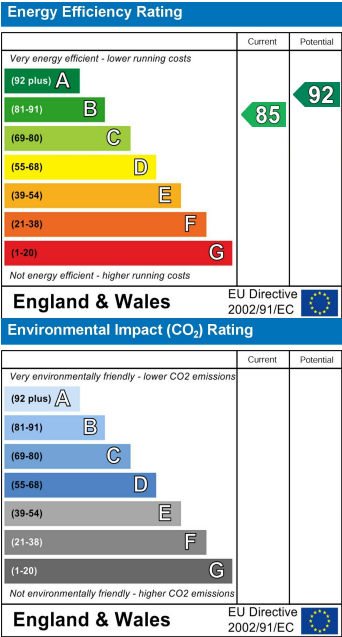 Energy Efficiency Rating
Current Potential
Very energy efficient - lower running costs
(92 plus) A
92
(81-91) B
85
(69-80) C
(55-68) D
(39-54) E
(21-38) F
(1-20) G
Not energy efficient - higher running costs
England & Wales
EU Directive
2002/91/EC
Environmental Impact (CO₂) Rating
Current Potential
Very environmentally friendly - lower CO2 emissions
(92 plus) A
(81-91) B
(69-80) C
(55-68) D
(39-54) E
(21-38) F
(1-20) G
Not environmentally friendly - higher CO2 emissions
England & Wales
EU Directive
2002/91/EC